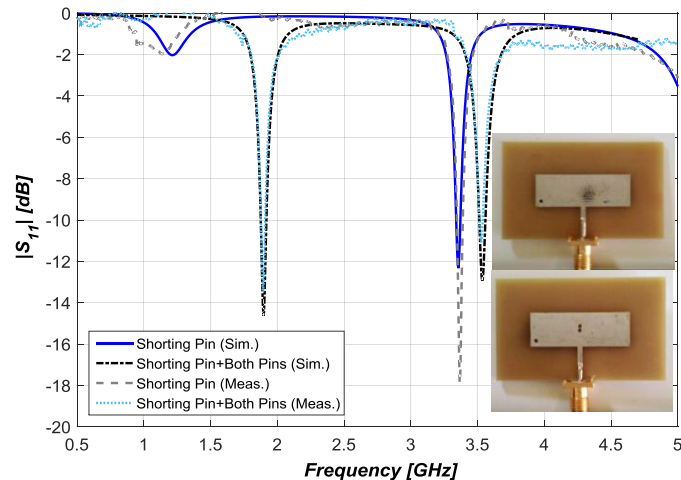 0
-2
-4
-6
-8
-10
-12
-14
-16
-18
-20
|S11| [dB]
Shorting Pin (Sim.)
Shorting Pin+Both Pins (Sim.)
Shorting Pin (Meas.)
Shorting Pin+Both Pins (Meas.)
0.5 1 1.5 2 2.5 3 3.5 4 4.5 5
Frequency [GHz]